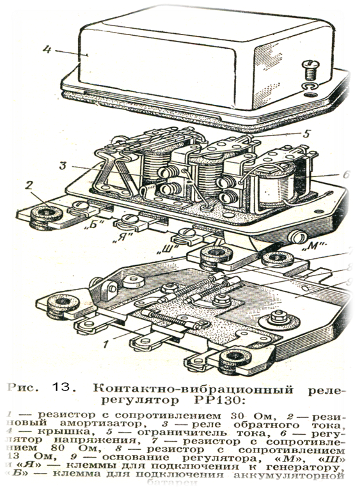 4
5
3
6
2
„Б"
„Я"
„Ш"
„М"
1
Рис. 13. Контактно-вибрационный реле-
регулятор РР130:
1 — резистор с сопротивлением 30 Ом, 2 — рези-
новый амортизатор, 3 — реле обратного тока,
4 — крышка, 5 — ограничитель тока, 6 — регу-
лятор напряжения, 7 — резистор с сопротивле-
нием 80 Ом, 8 — резистор с сопротивлением
13 Ом, 9 — основание регулятора, «М», «Ш»
и «Я» — клеммы для подключения к генератору,
«Б» — клемма для подключения аккумуляторной
батареи